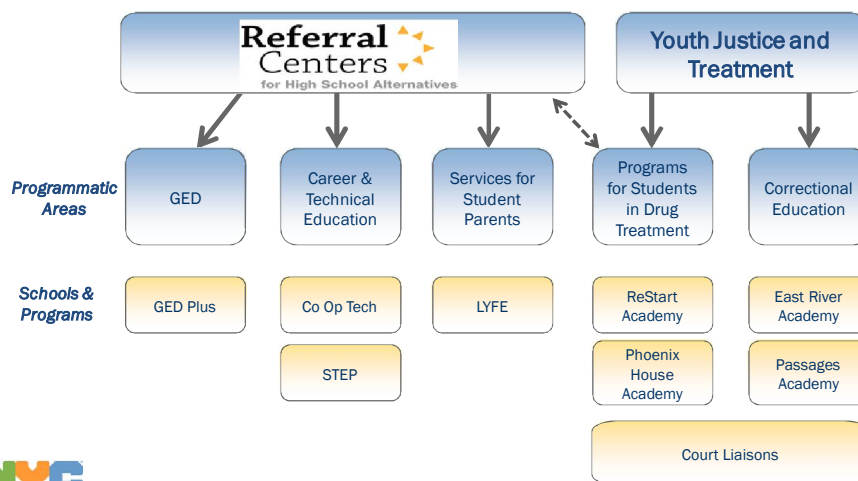 Referral
Centers
for High School Alternatives
Youth Justice and
Treatment
Programmatic
Areas
GED
Career &
Technical
Education
Services for
Student
Parents
Programs
for Students
in Drug
Treatment
Correctional
Education
Schools &
Programs
GED Plus
Co Op Tech
LYFE
ReStart
Academy
East River
Academy
STEP
Phoenix
House
Academy
Passages
Academy
Court Liaisons
NYC